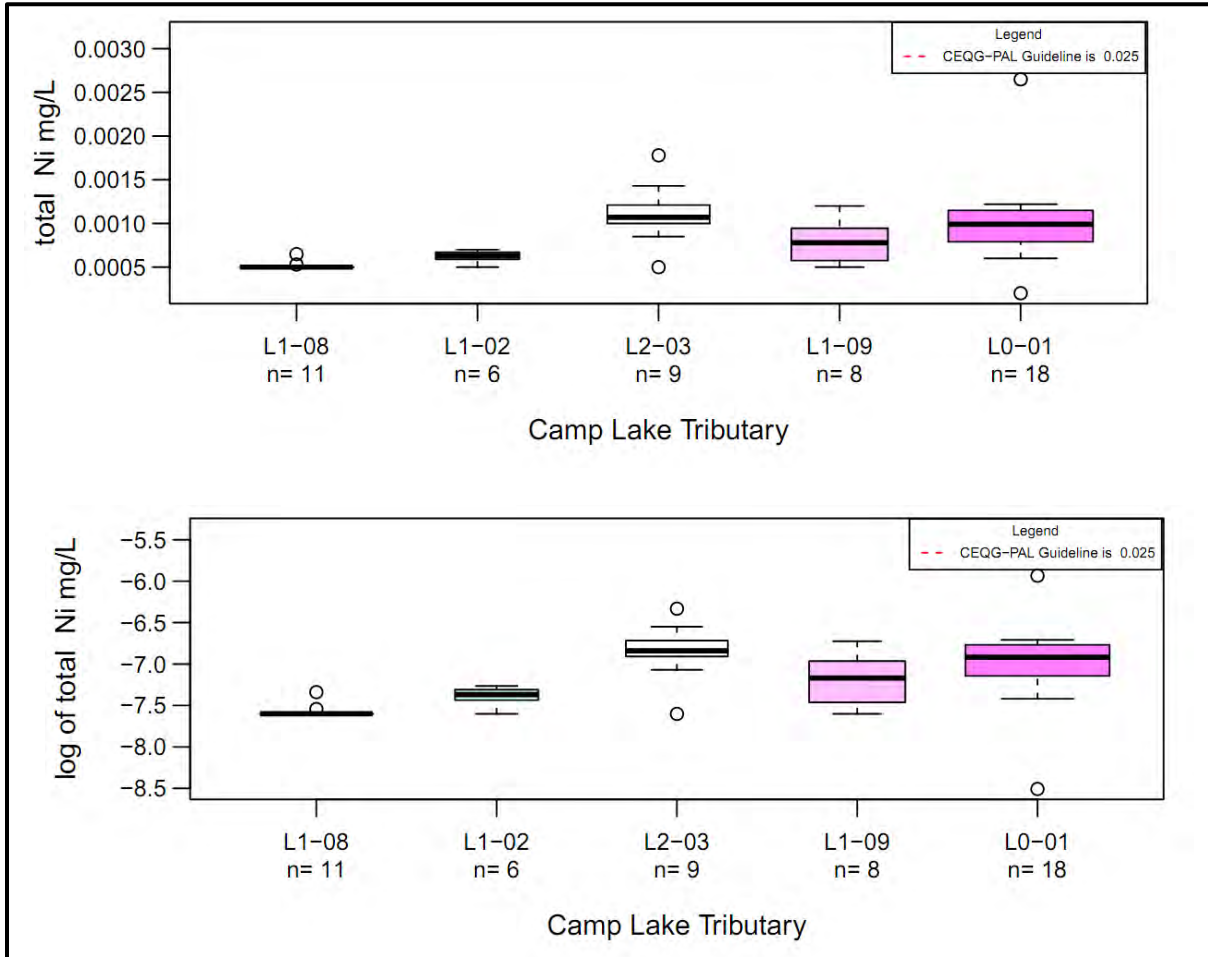 Legend
CEQG-PAL Guideline is 0.025
total Ni mg/L
0.0030
0.0025
0.0020
0.0015
0.0010
0.0005
L1-08 L1-02 L2-03 L1-09 L0-01
n= 11 n= 6 n= 9 n= 8 n= 18
Camp Lake Tributary
Legend
CEQG-PAL Guideline is 0.025
log of total Ni mg/L
-5.5
-6.0
-6.5
-7.0
-7.5
-8.0
-8.5
L1-08 L1-02 L2-03 L1-09 L0-01
n= 11 n= 6 n= 9 n= 8 n= 18
Camp Lake Tributary